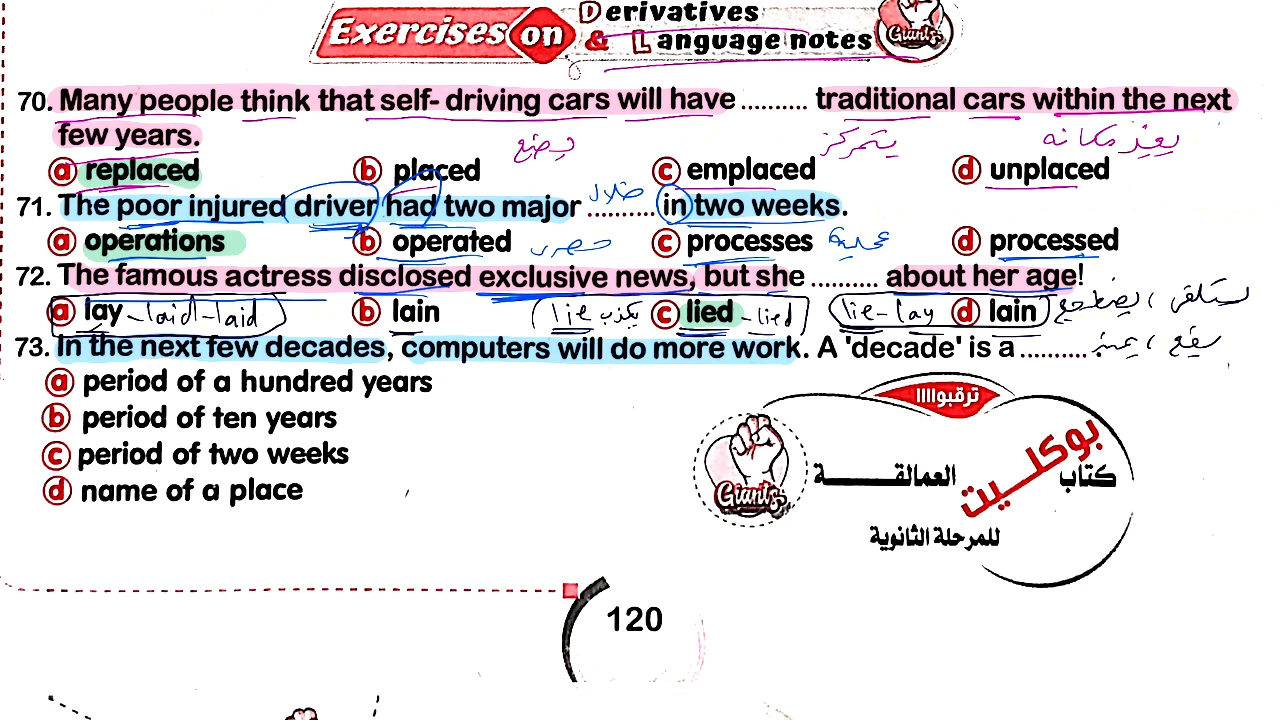 Exercises on
Derivatives
& Language notes
Giants
70. Many people think that self- driving cars will have .......... traditional cars within the next
few years.
يضع
يتمركز
a replaced b placed c emplaced d unplaced
71. The poor injured driver had two major .......... in two weeks.
خلال
a operations b operated c processes d processed
عملية
72. The famous actress disclosed exclusive news, but she .......... about her age!
a lay b lain c lied d lain
-laid-laid
lie يكذب
-lied
lie-lay
73. In the next few decades, computers will do more work. A 'decade' is a ..........
a period of a hundred years
b period of ten years
c period of two weeks
d name of a place
ترقبوااااا
كتاب بوكليت العمالقـــــــة
Giants
للمرحلة الثانوية
120